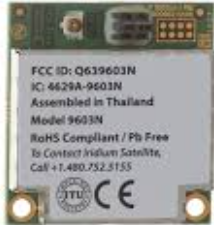 FCC ID: Q639603N
IC: 4629A-9603N
Assembled in Thailand
Model 9603N
RoHS Compliant / Pb Free
To Contact Iridium Satellite,
Call +1.480.752.5155
ITU CE